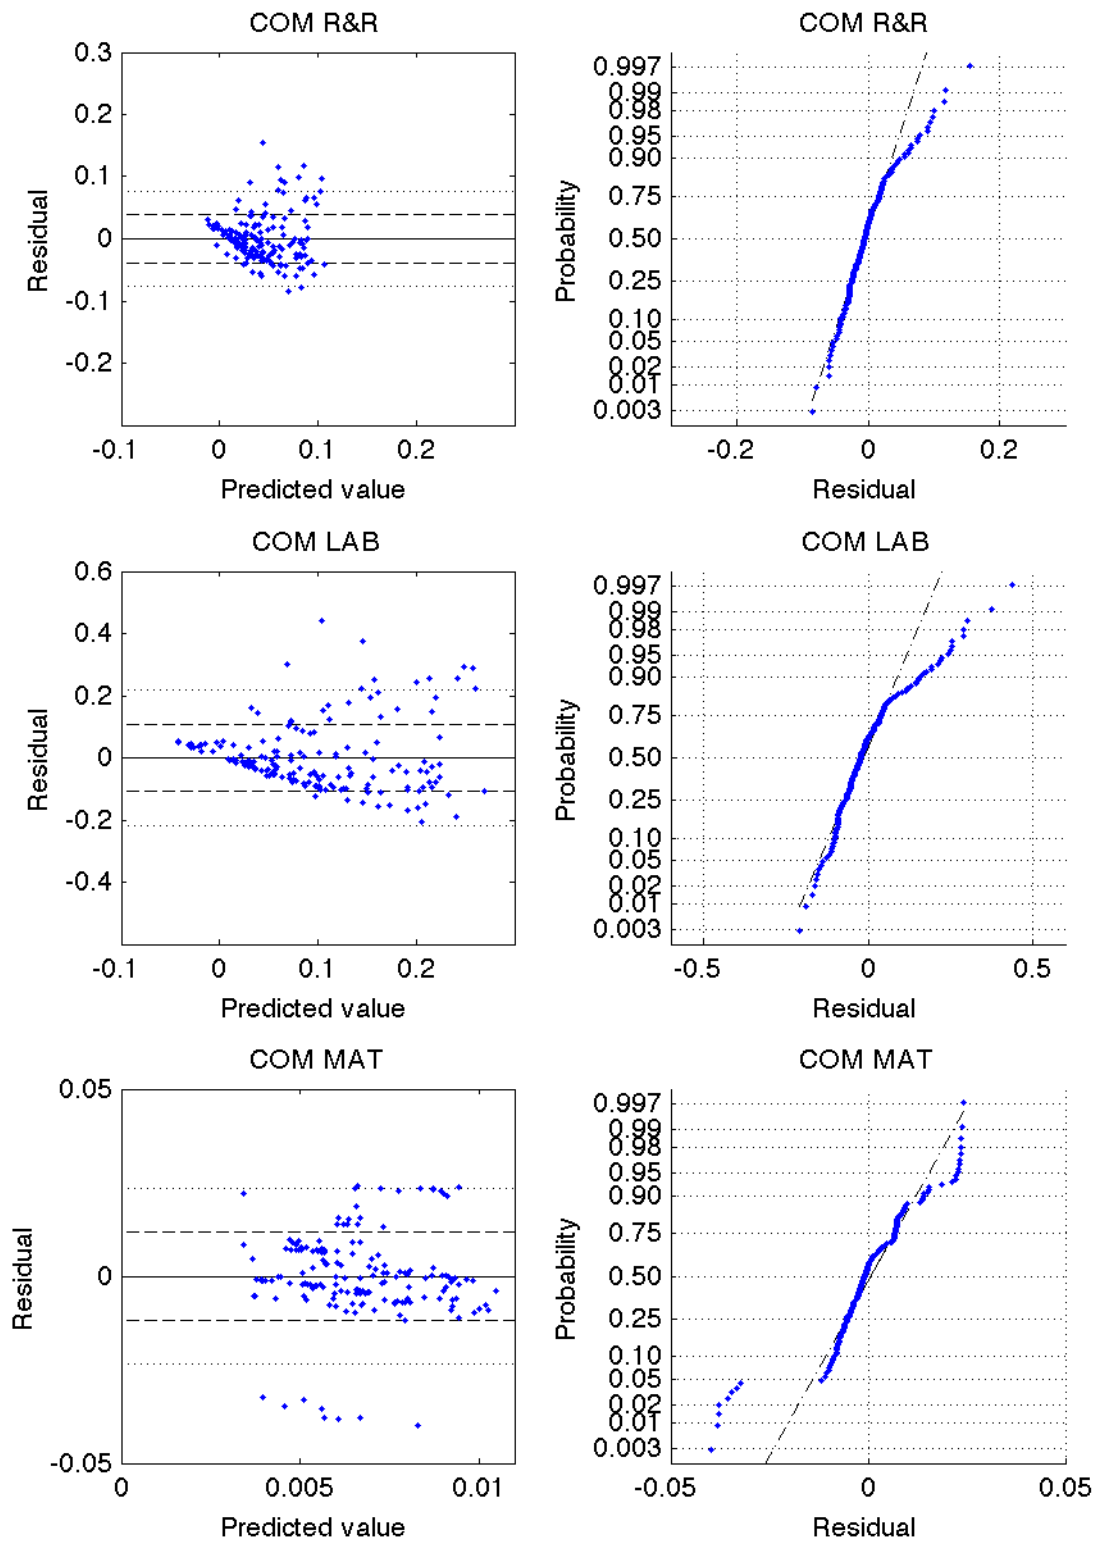 COM R&R
0.3
0.2
0.1
0
-0.1
-0.2
-0.1 0 0.1 0.2
Residual
Predicted value
COM R&R
0.997
0.99
0.98
0.95
0.90
0.75
0.50
0.25
0.10
0.05
0.02
0.01
0.003
-0.2 0 0.2
Probability
Residual
COM LAB
0.6
0.4
0.2
0
-0.2
-0.4
-0.1 0 0.1 0.2
Residual
Predicted value
COM LAB
0.997
0.99
0.98
0.95
0.90
0.75
0.50
0.25
0.10
0.05
0.02
0.01
0.003
-0.5 0 0.5
Probability
Residual
COM MAT
0.05
0
-0.05
0 0.005 0.01
Residual
Predicted value
COM MAT
0.997
0.99
0.98
0.95
0.90
0.75
0.50
0.25
0.10
0.05
0.02
0.01
0.003
-0.05 0 0.05
Probability
Residual